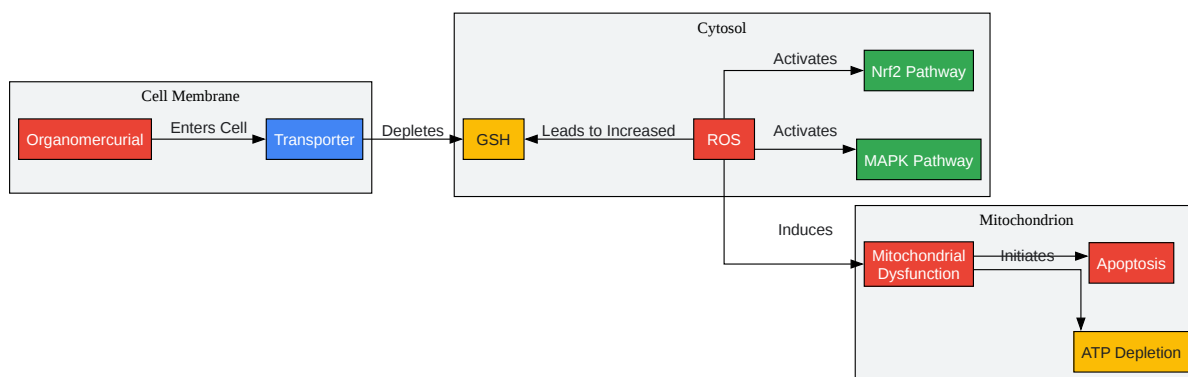 Cytosol
Activates
Nrf2 Pathway
Cell Membrane
Organomercurial
Enters Cell
Transporter
Depletes
GSH
Leads to Increased
ROS
Activates
MAPK Pathway
Mitochondrion
Induces
Mitochondrial
Dysfunction
Initiates
Apoptosis
ATP Depletion